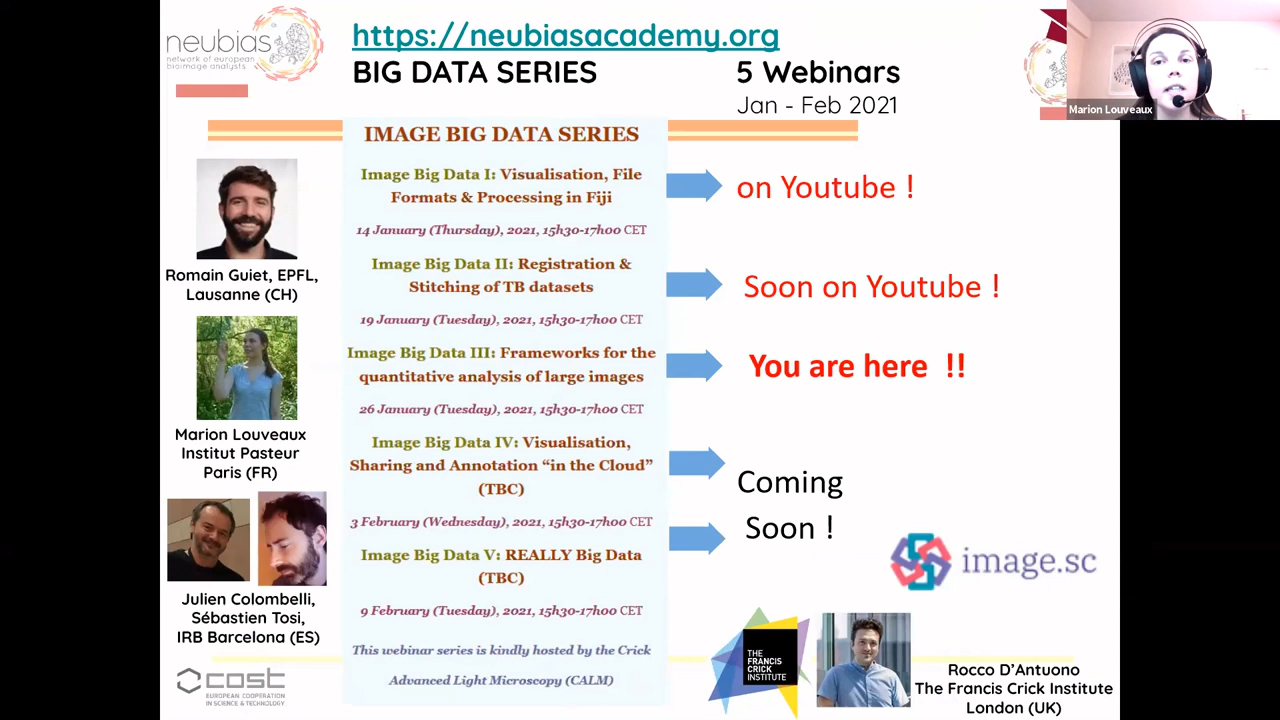 neubias
network of european
bioimage analysts
https://neubiasacademy.org
BIG DATA SERIES
5 Webinars
Jan - Feb 2021
Marion Louveaux
IMAGE BIG DATA SERIES
Image Big Data I: Visualisation, File
Formats & Processing in Fiji
14 January (Thursday), 2021, 15h30-17h00 CET
on Youtube !
Image Big Data II: Registration &
Stitching of TB datasets
19 January (Tuesday), 2021, 15h30-17h00 CET
Soon on Youtube !
Image Big Data III: Frameworks for the
quantitative analysis of large images
26 January (Tuesday), 2021, 15h30-17h00 CET
You are here !!
Image Big Data IV: Visualisation,
Sharing and Annotation “in the Cloud”
(TBC)
3 February (Wednesday), 2021, 15h30-17h00 CET
Image Big Data V: REALLY Big Data
(TBC)
9 February (Tuesday), 2021, 15h30-17h00 CET
Coming
Soon !
This webinar series is kindly hosted by the Crick
Advanced Light Microscopy (CALM)
Romain Guiet, EPFL,
Lausanne (CH)
Marion Louveaux
Institut Pasteur
Paris (FR)
Julien Colombelli,
Sébastien Tosi,
IRB Barcelona (ES)
cost
EUROPEAN COOPERATION
IN SCIENCE & TECHNOLOGY
image.sc
THE
FRANCIS
CRICK
INSTITUTE
Rocco D’Antuono
The Francis Crick Institute
London (UK)